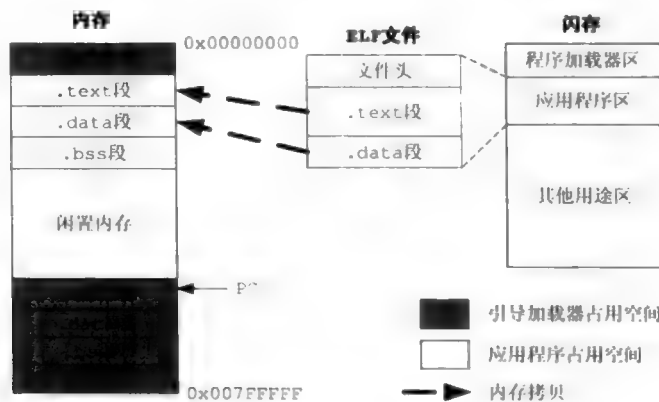 内存
0x00000000
.text段
.data段
.bss段
闲置内存
0x007FFFFF
ELF文件
文件头
.text段
.data段
闪存
程序加载器区
应用程序区
其他用途区
引导加载器占用空间
应用程序占用空间
内存拷贝